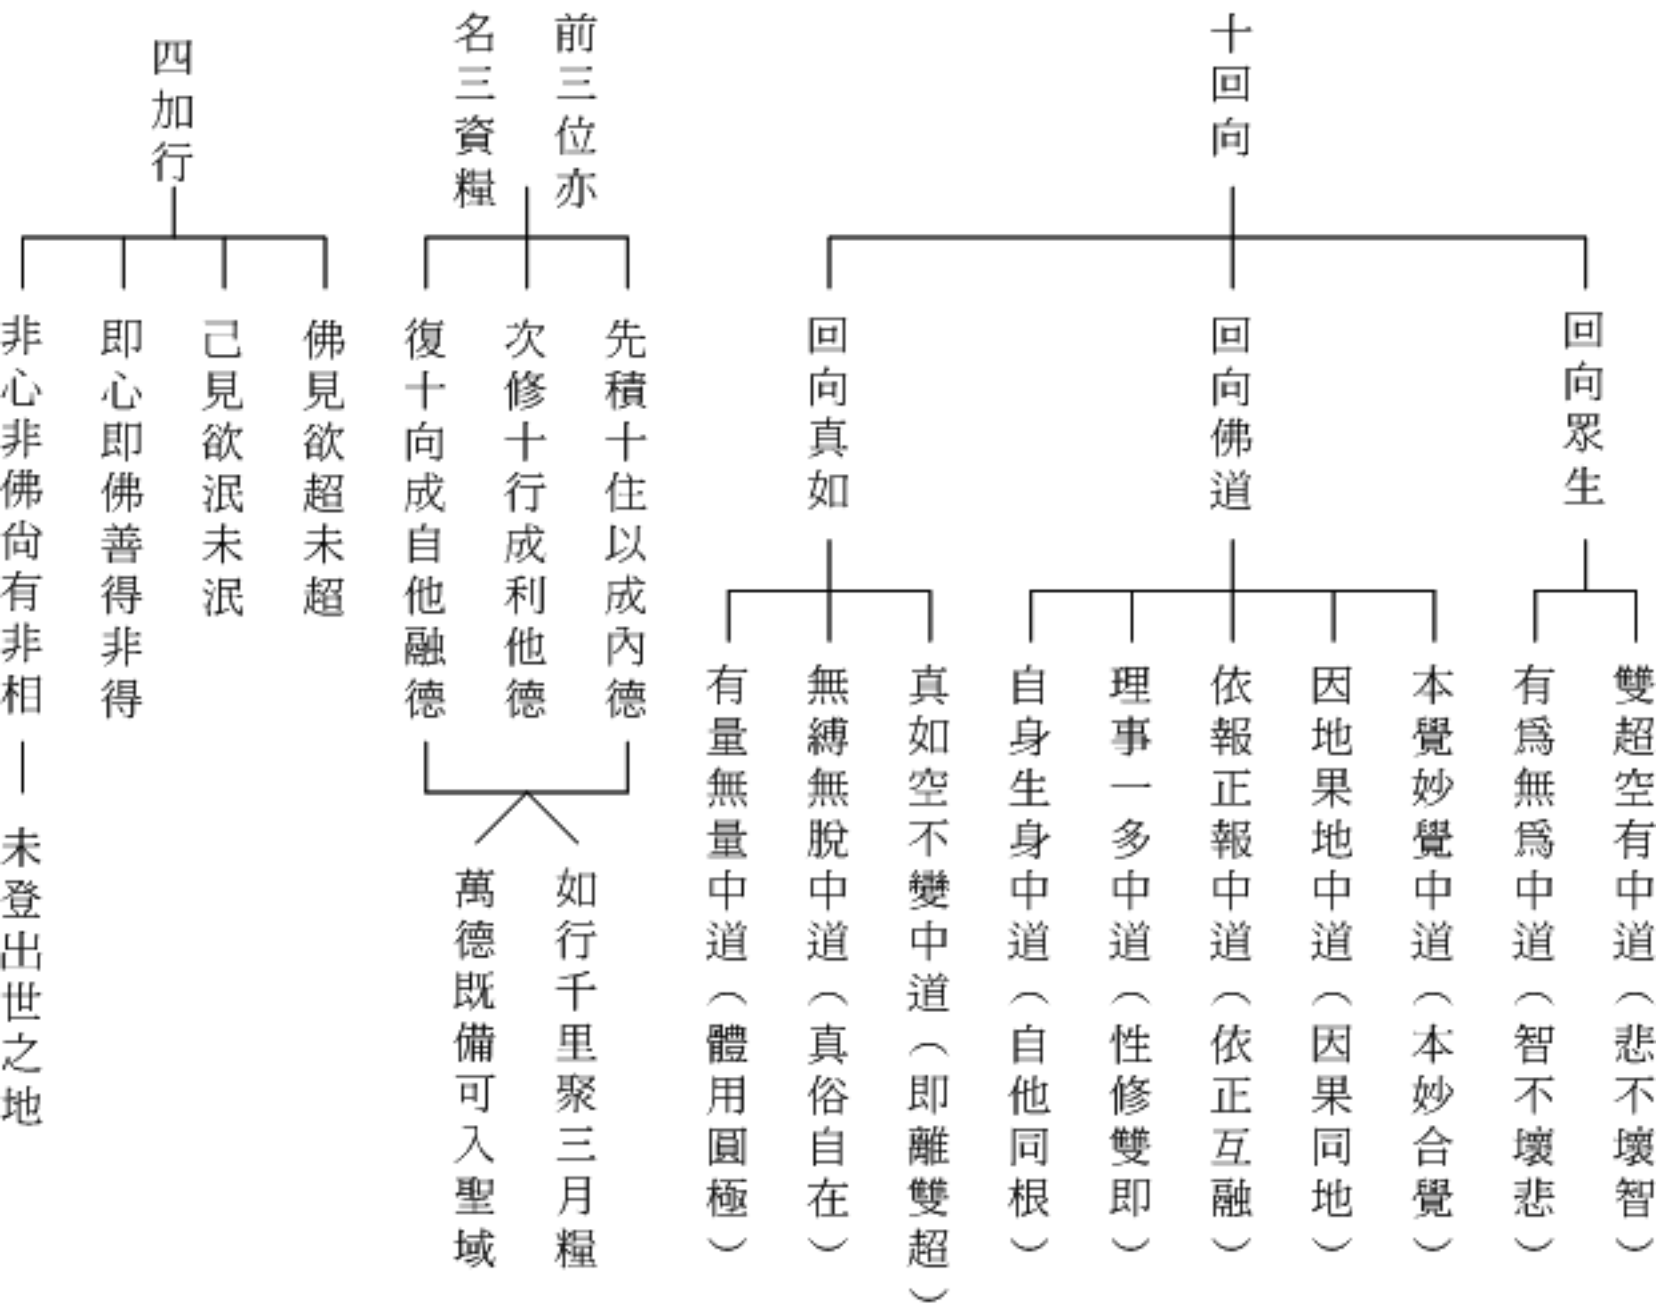 十回向
回向眾生
雙超空有中道（悲不壞智）
有爲無爲中道（智不壞悲）
回向佛道
本覺妙覺中道（本妙合覺）
因地果地中道（因果同地）
依報正報中道（依正互融）
理事一多中道（性修雙即）
自身生身中道（自他同根）
回向真如
真如空不變中道（即離雙超）
無縛無脫中道（真俗自在）
有量無量中道（體用圓極）
前三位亦
名三資糧
先積十住以成內德
次修十行成利他德
復十向成自他融德
如行千里聚三月糧
萬德既備可入聖域
四加行
佛見欲超未超
己見欲泯未泯
即心即佛善得非得
非心非佛尙有非相
未登出世之地